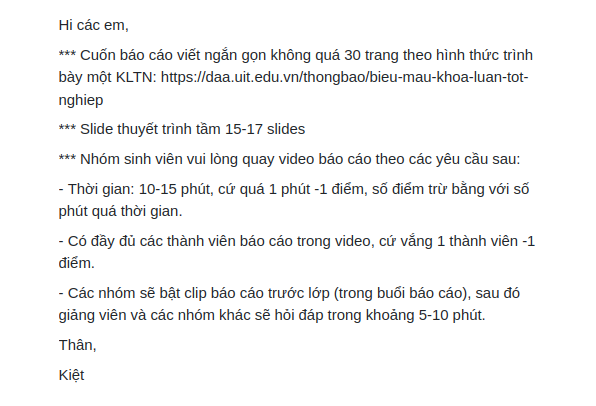 Hi các em,
*** Cuốn báo cáo viết ngắn gọn không quá 30 trang theo hình thức trình
bày một KLTN: https://daa.uit.edu.vn/thongbao/bieu-mau-khoa-luan-tot-
nghiep
*** Slide thuyết trình tầm 15-17 slides
*** Nhóm sinh viên vui lòng quay video báo cáo theo các yêu cầu sau:
- Thời gian: 10-15 phút, cứ quá 1 phút -1 điểm, số điểm trừ bằng với số
phút quá thời gian.
- Có đầy đủ các thành viên báo cáo trong video, cứ vắng 1 thành viên -1
điểm.
- Các nhóm sẽ bật clip báo cáo trước lớp (trong buổi báo cáo), sau đó
giảng viên và các nhóm khác sẽ hỏi đáp trong khoảng 5-10 phút.
Thân,
Kiệt